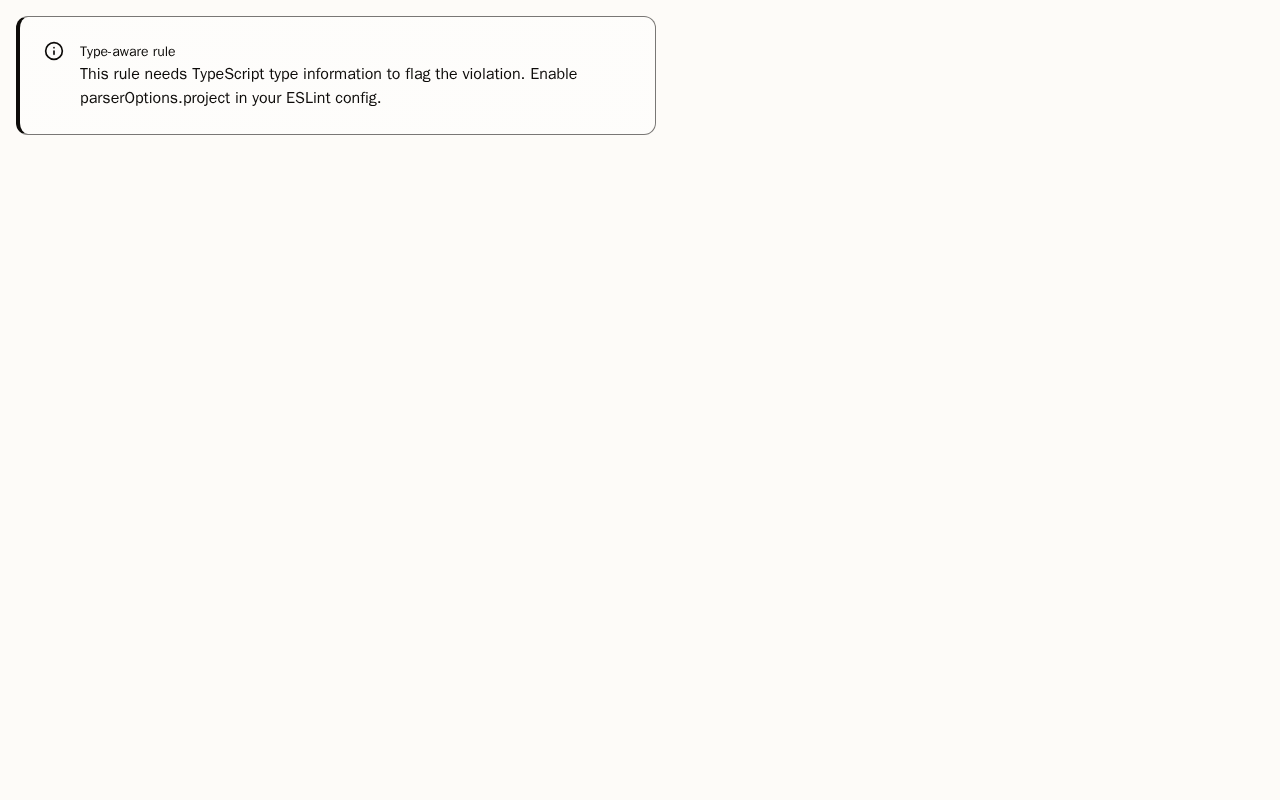 Type-aware rule
This rule needs TypeScript type information to flag the violation. Enable
parserOptions.project in your ESLint config.